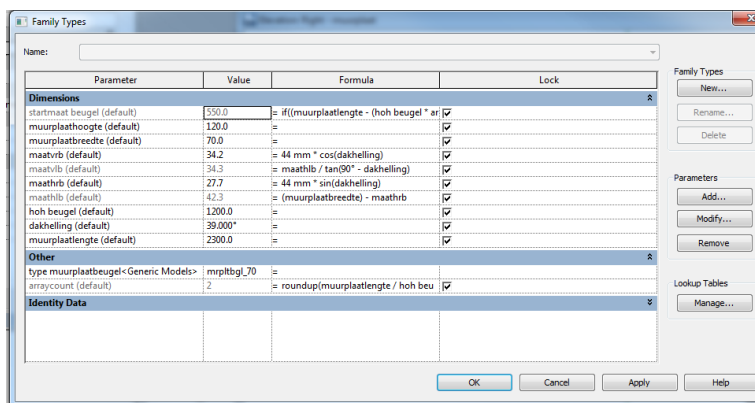 Family Types
Name:
Parameter Value Formula Lock
Dimensions
startmaat beugel (default) 550.0 = if((muurplaatlengte - (hoh beugel * ar
muurplaathoogte (default) 120.0 =
muurplaatbreedte (default) 70.0 =
maatvrb (default) 34.2 = 44 mm * cos(dakhelling)
maatvlb (default) 34.3 = maathlb / tan(90° - dakhelling)
maathrb (default) 27.7 = 44 mm * sin(dakhelling)
maathlb (default) 42.3 = (muurplaatbreedte) - maathrb
hoh beugel (default) 1200.0 =
dakhelling (default) 39.000° =
muurplaatlengte (default) 2300.0 =
Other
type muurplaatbeugel<Generic Models> mrpltbgl_70 =
arraycount (default) 2 = roundup(muurplaatlengte / hoh beu
Identity Data
Family Types
New...
Rename...
Delete
Parameters
Add...
Modify...
Remove
Lookup Tables
Manage...
OK Cancel Apply Help